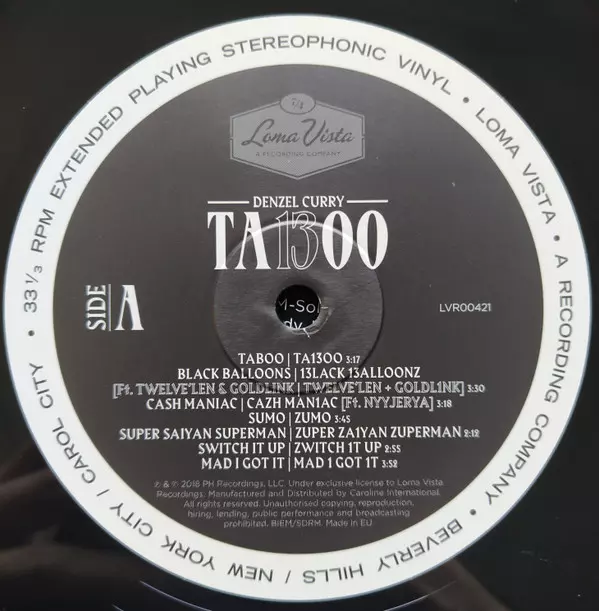 33 1/3 RPM EXTENDED PLAYING STEREOPHONIC VINYL • LOMA VISTA • A RECORDING COMPANY • BEVERLY HILLS / NEW YORK CITY / CAROL CITY •
Loma Vista
A RECORDING COMPANY
DENZEL CURRY
TA13OO
SIDE A
LVR00421
TABOO | TA13OO 3:17
BLACK BALLOONS | 13LACK 13ALLOONZ
[Ft. TWELVE'LEN & GOLDLINK | TWELVE'LEN + GOLDL1NK] 3:30
CASH MANIAC | CAZH MAN1AC [Ft. NYYJERYA] 3:18
SUMO | ZUMO 3:45
SUPER SAIYAN SUPERMAN | ZUPER ZA1YAN ZUPERMAN 2:12
SWITCH IT UP | ZWITCH 1T UP 2:55
MAD I GOT IT | MAD 1 GOT 1T 3:52
℗ & © 2018 PH Recordings, LLC. Under exclusive license to Loma Vista
Recordings. Manufactured and Distributed by Caroline International.
All rights reserved. Unauthorized copying, reproduction,
hiring, lending, public performance and broadcasting
prohibited. BIEM/SDRM. Made in EU